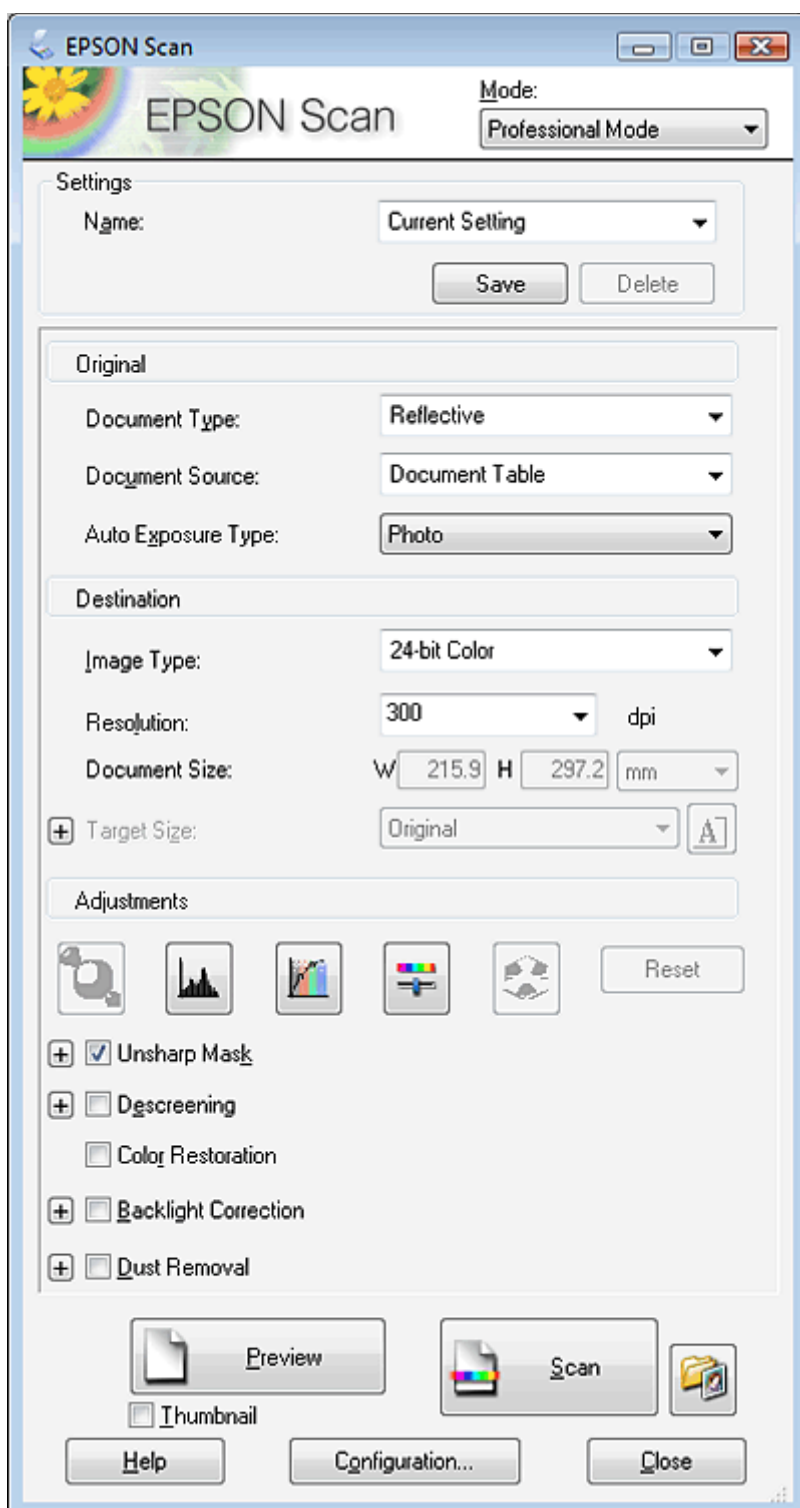 EPSON Scan
EPSON Scan
Mode:
Professional Mode
Settings
Name:
Current Setting
Save
Delete
Original
Document Type:
Reflective
Document Source:
Document Table
Auto Exposure Type:
Photo
Destination
Image Type:
24-bit Color
Resolution:
300
dpi
Document Size:
W 215.9 H 297.2 mm
Target Size:
Original
A
Adjustments
Reset
Unsharp Mask
Descreening
Color Restoration
Backlight Correction
Dust Removal
Preview
Scan
Thumbnail
Help
Configuration...
Close